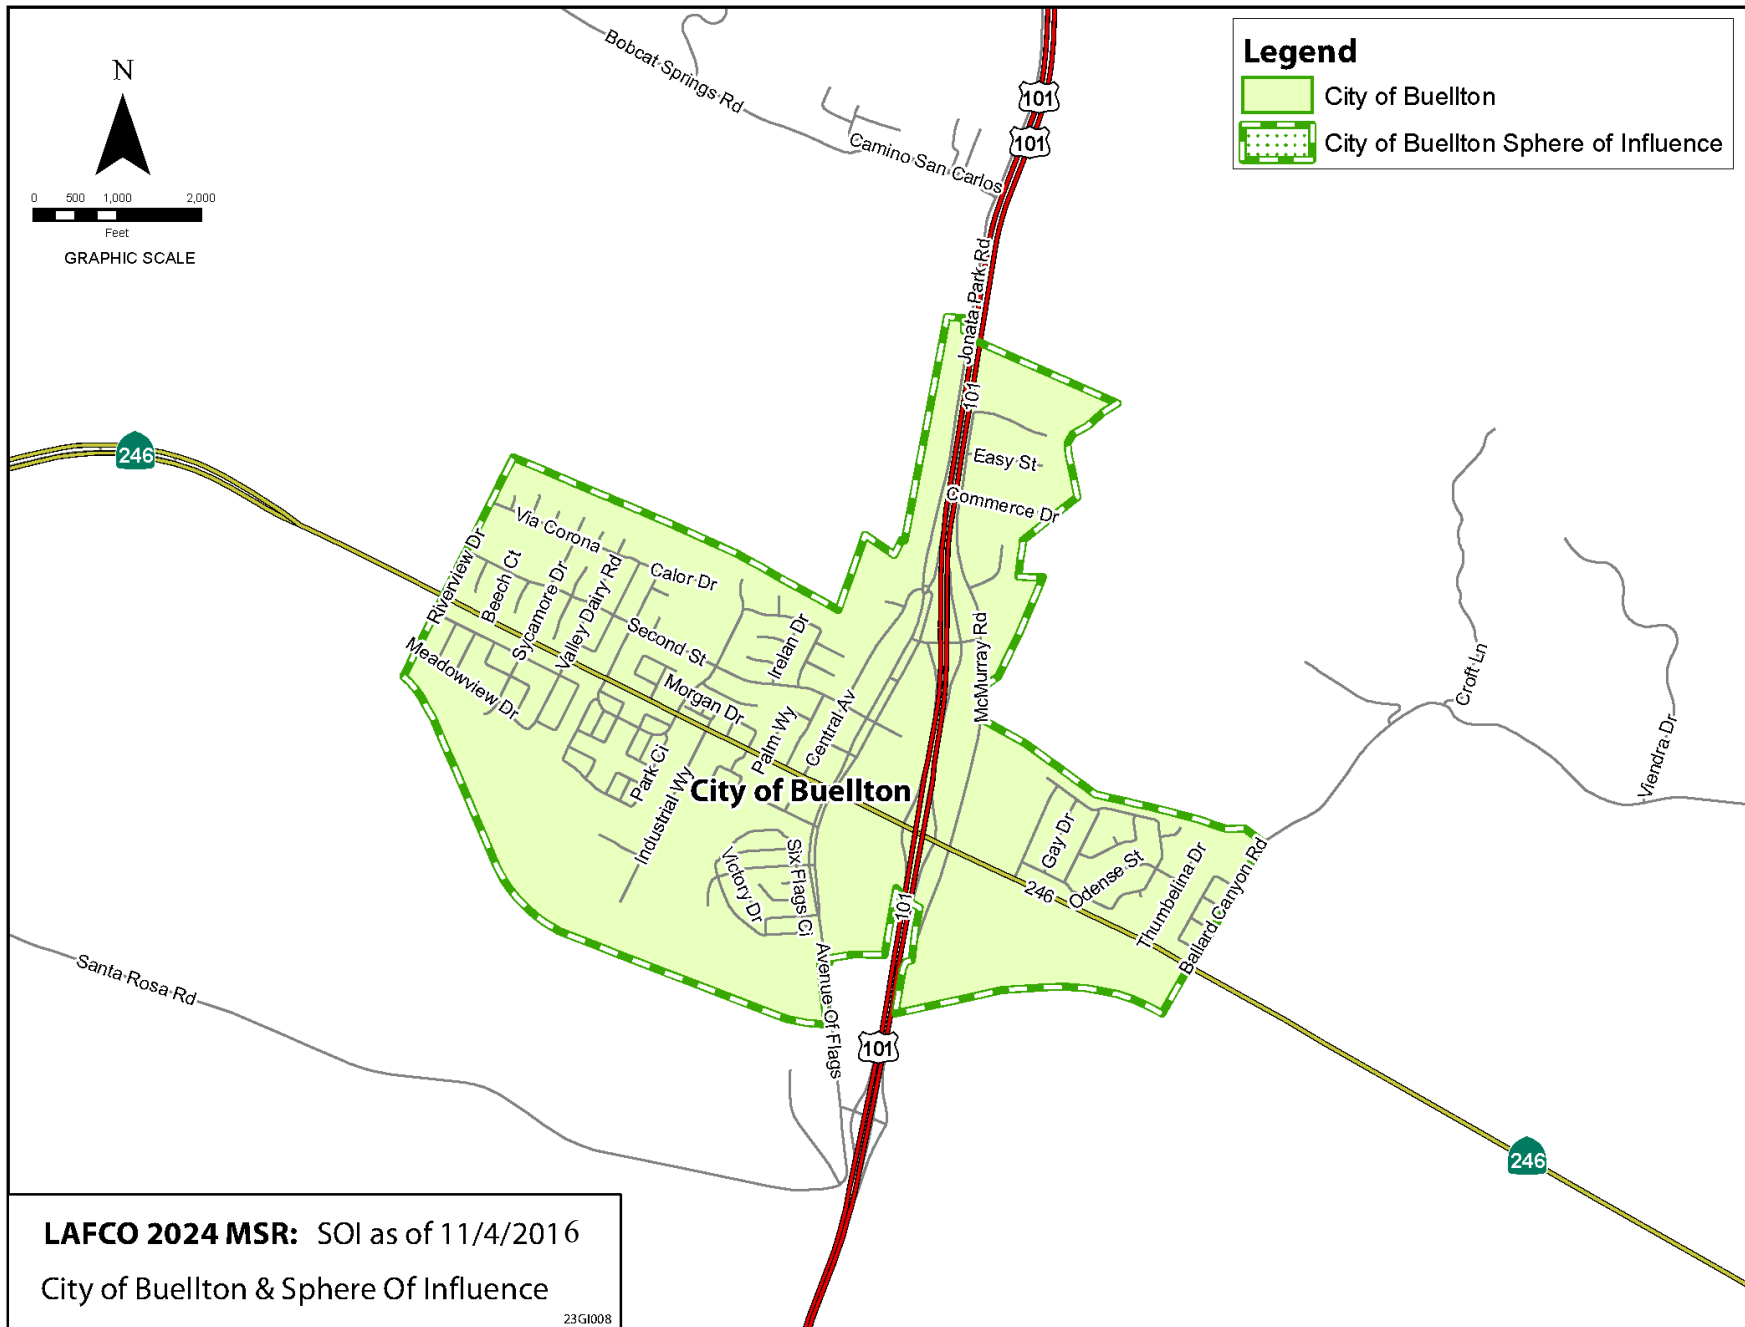 Legend
City of Buellton
City of Buellton Sphere of Influence
N
0 500 1,000 2,000
Feet
GRAPHIC SCALE
Bobcat Springs Rd
Camino San Carlos
101
101
Jonata Park Rd
101
Easy St
Commerce Dr
246
Via Corona
Calor Dr
Riverview Dr
Beech Ct
Sycamore Dr
Valley Dairy Rd
Second St
Irelan Dr
Meadowview Dr
Morgan Dr
Palm Wy
Central Av
McMurray Rd
Croft Ln
Viendra Dr
Park Ci
Industrial Wy
City of Buellton
Victory Dr
Six Flags Ci
Gay Dr
Odense St
Thumbelina Dr
Ballard Canyon Rd
246
101
Avenue Of Flags
Santa Rosa Rd
101
246
LAFCO 2024 MSR: SOI as of 11/4/2016
City of Buellton & Sphere Of Influence
23GI008